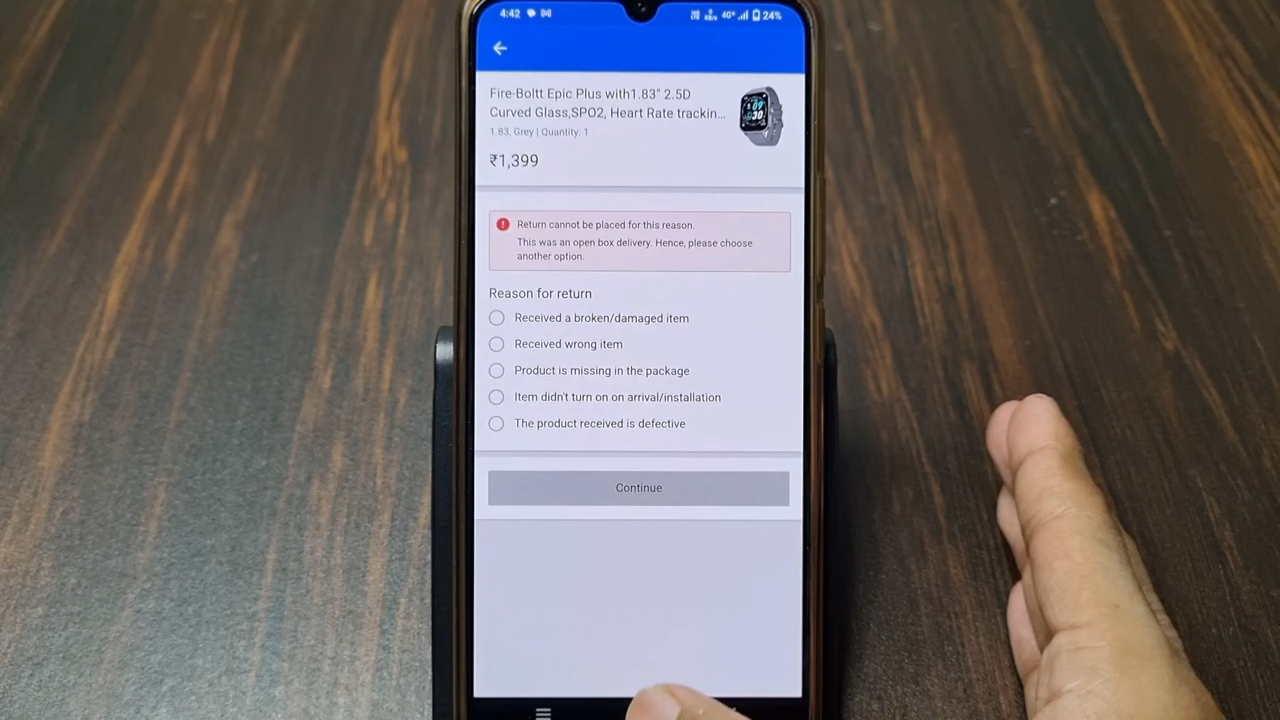 4:42
4G+
24%
Fire-Boltt Epic Plus with1.83" 2.5D
Curved Glass,SPO2, Heart Rate trackin...
1.83, Grey | Quantity: 1
₹1,399
Return cannot be placed for this reason.
This was an open box delivery. Hence, please choose
another option.
Reason for return
Received a broken/damaged item
Received wrong item
Product is missing in the package
Item didn't turn on on arrival/installation
The product received is defective
Continue